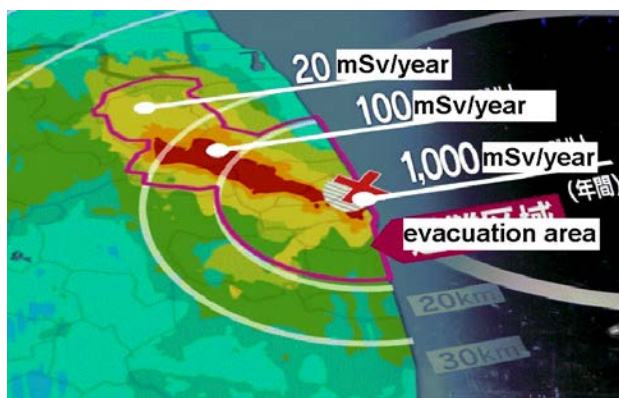 20 mSv/year
100 mSv/year
1,000 mSv/year
(年間)
evacuation area
20km
30km